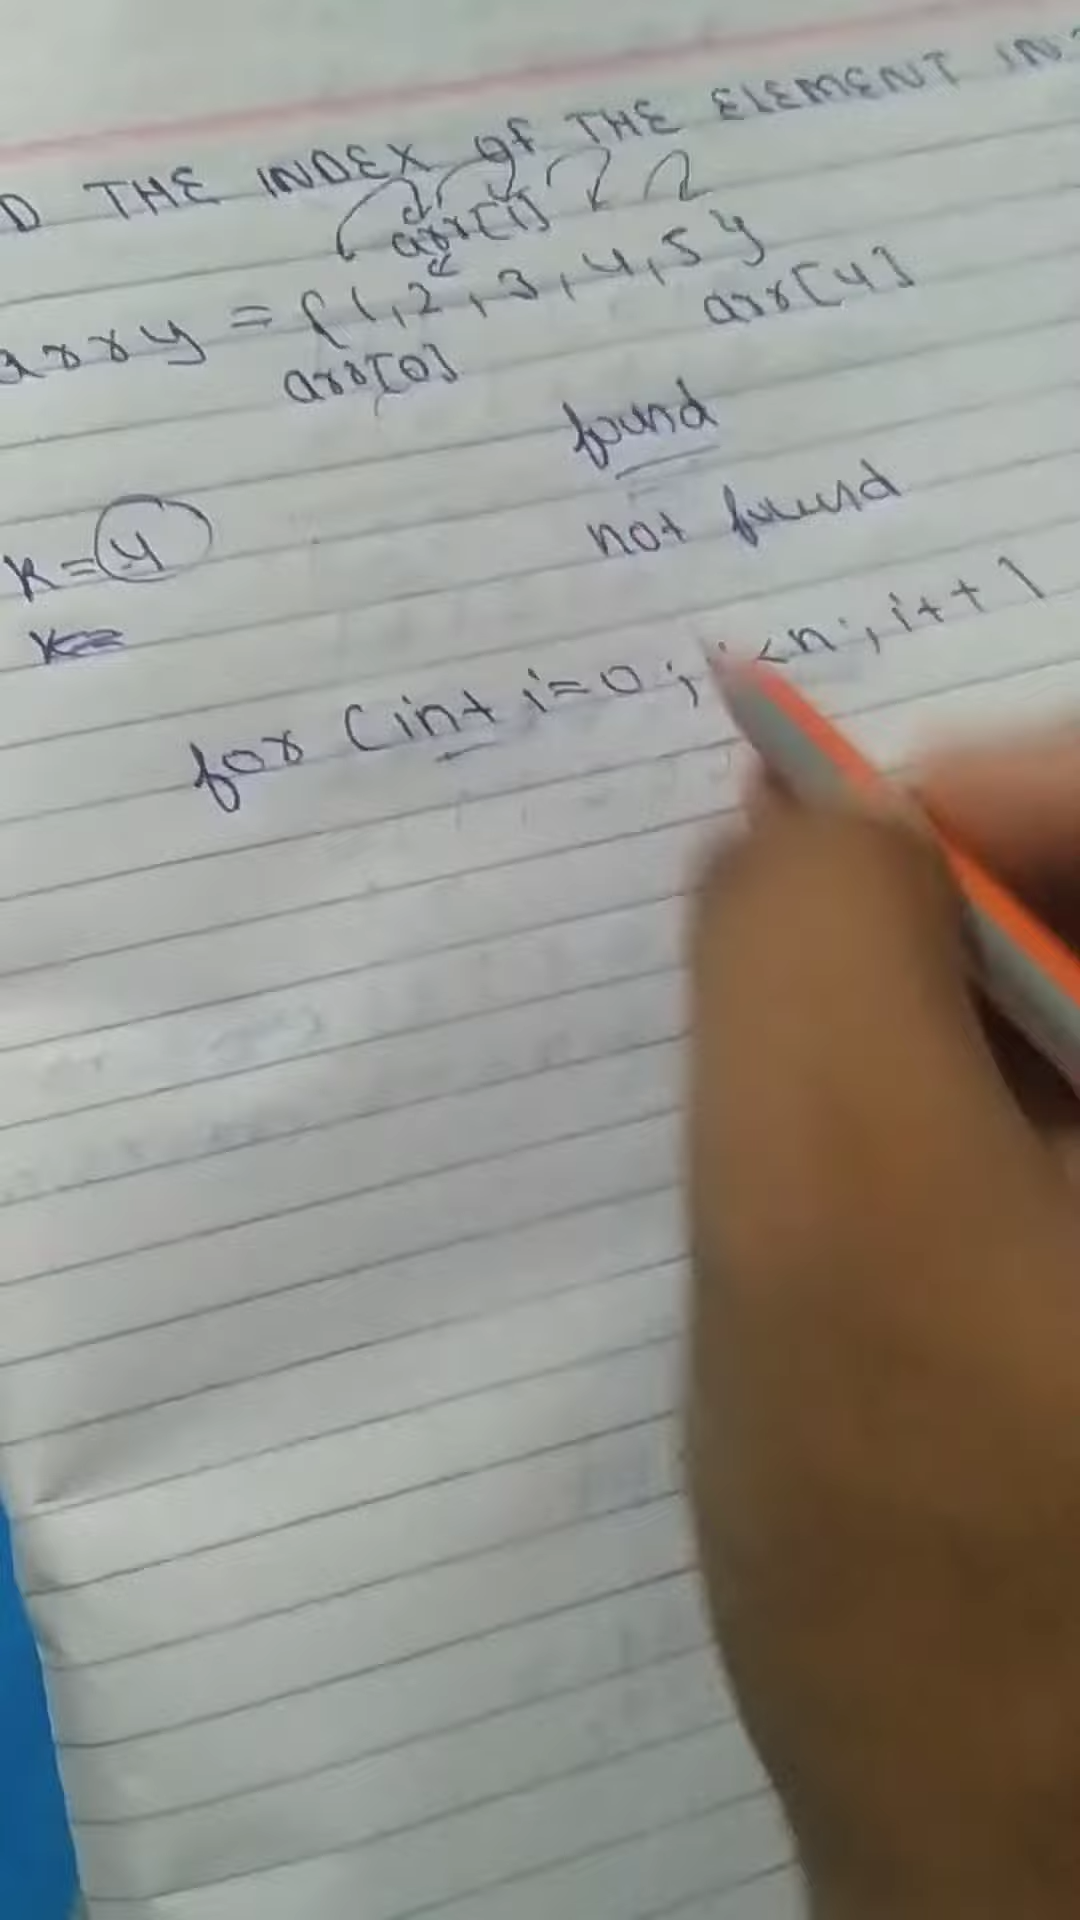 D THE INDEX of THE ELEMENT IN
arr[1]
arry = {1, 2, 3, 4, 5}
arr[0] arr[4]
found
K = 4 not found
K=
for (int i=0; i<n; i++)